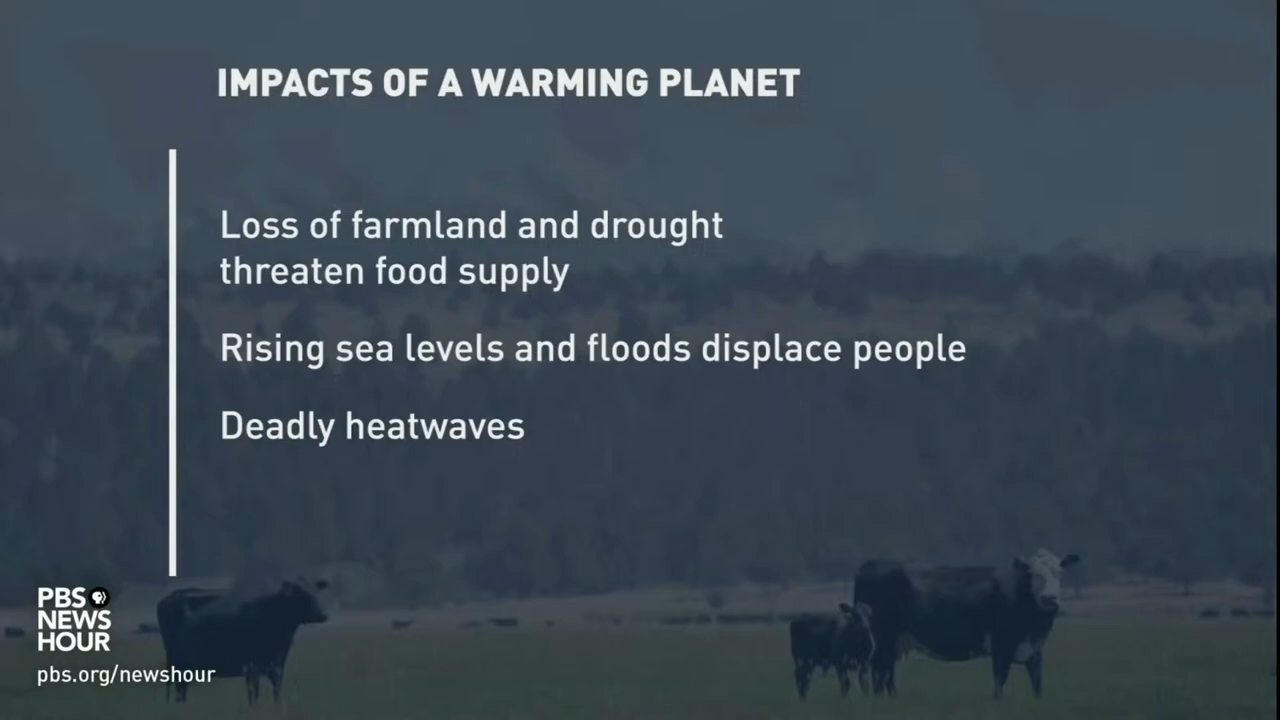 IMPACTS OF A WARMING PLANET
Loss of farmland and drought
threaten food supply
Rising sea levels and floods displace people
Deadly heatwaves
PBS
NEWS
HOUR
pbs.org/newshour